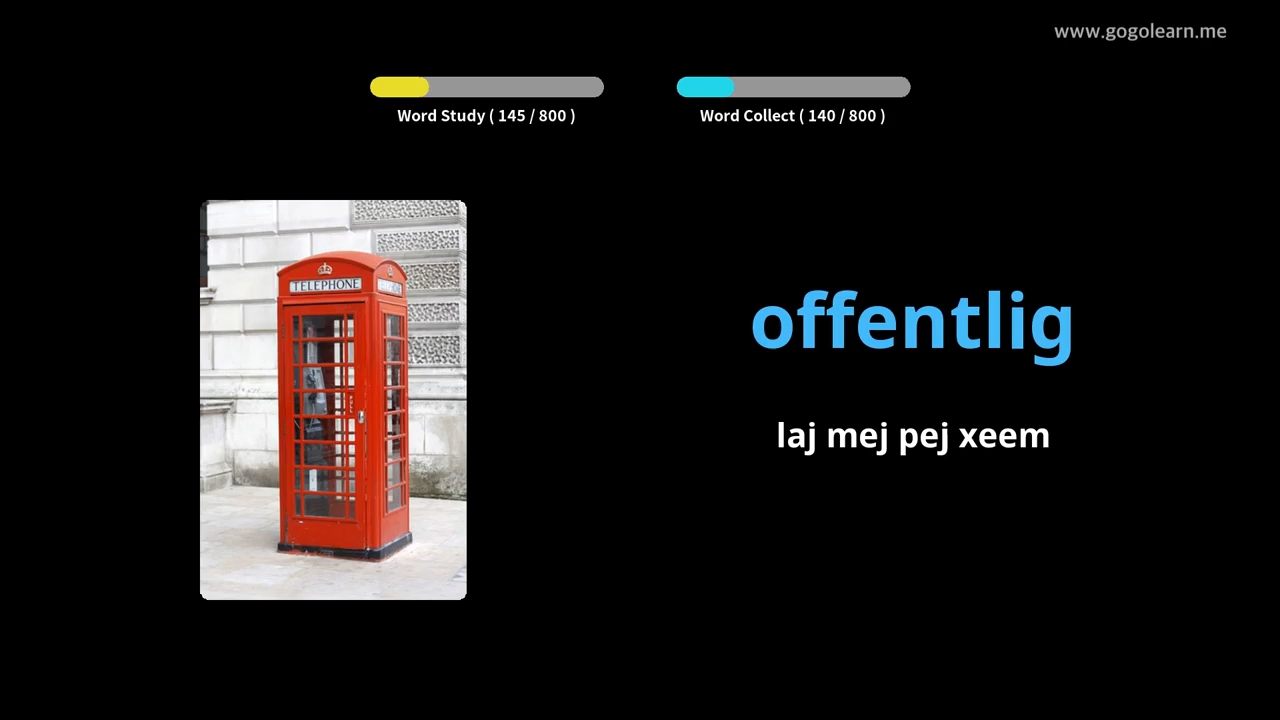 www.gogolearn.me
Word Study ( 145 / 800 )
Word Collect ( 140 / 800 )
TELEPHONE
offentlig
laj mej pej xeem